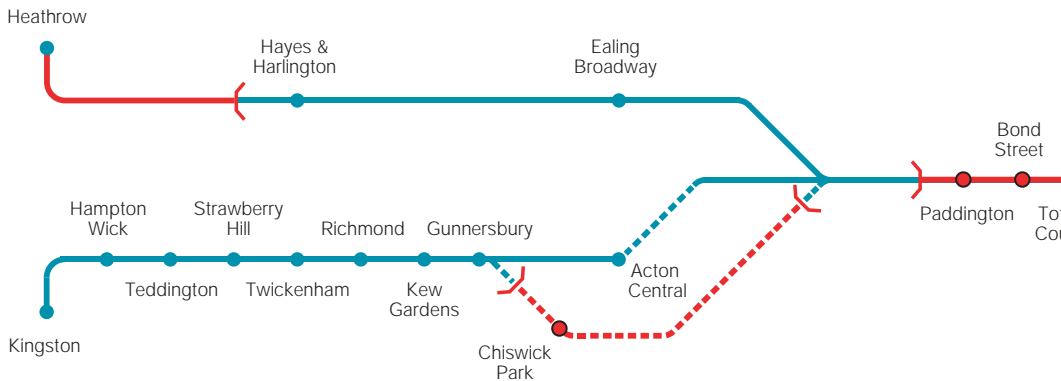 Heathrow
Hayes &
Harlington
Ealing
Broadway
Bond
Street
Paddington
Hampton
Wick
Strawberry
Hill
Richmond
Gunnersbury
Teddington
Twickenham
Kew
Gardens
Acton
Central
Kingston
Chiswick
Park